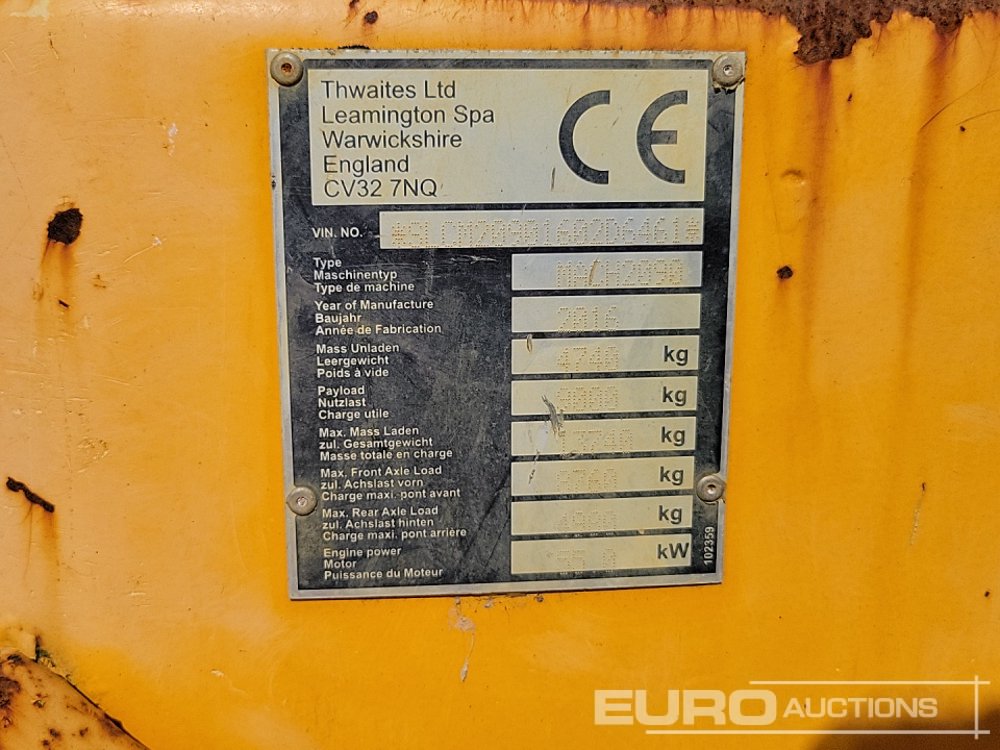 Thwaites Ltd
Leamington Spa
Warwickshire
England
CV32 7NQ
CE
VIN. NO.
Type
Maschinentyp
Type de machine
MACH2090
Year of Manufacture
Baujahr
Année de Fabrication
2016
Mass Unladen
Leergewicht
Poids à vide
4740 kg
Payload
Nutzlast
Charge utile
9000 kg
Max. Mass Laden
zul. Gesamtgewicht
Masse totale en charge
13740 kg
Max. Front Axle Load
zul. Achslast vorn
Charge maxi. pont avant
kg
Max. Rear Axle Load
zul. Achslast hinten
Charge maxi. pont arrière
kg
Engine power
Motor
Puissance du Moteur
kW
102359
EURO AUCTIONS